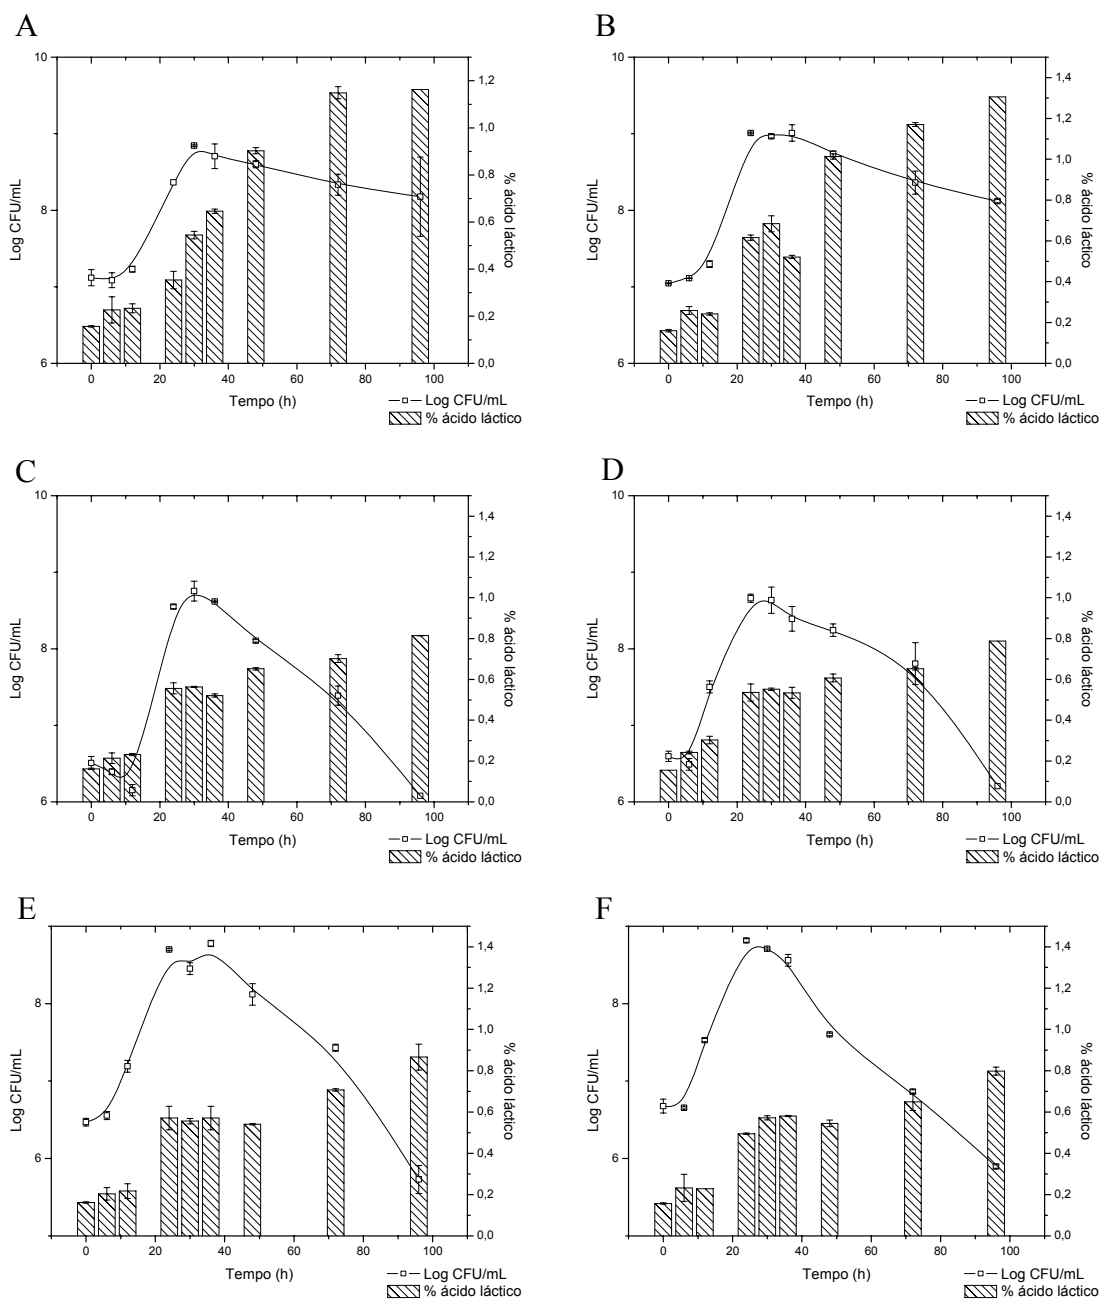 A
B
10
9
8
7
6
Log CFU/mL
1,2
1,0
0,8
0,6
0,4
0,2
0,0
% ácido láctico
0 20 40 60 80 100
Tempo (h)
Log CFU/mL
% ácido láctico
10
8
6
Log CFU/mL
1,4
1,2
1,0
0,8
0,6
0,4
0,2
0,0
% ácido láctico
0 20 40 60 80 100
Tempo (h)
Log CFU/mL
% ácido láctico
C
D
10
8
6
Log CFU/mL
1,4
1,2
1,0
0,8
0,6
0,4
0,2
0,0
% ácido láctico
0 20 40 60 80 100
Tempo (h)
Log CFU/mL
% ácido láctico
10
8
6
Log CFU/mL
1,4
1,2
1,0
0,8
0,6
0,4
0,2
0,0
% ácido láctico
0 20 40 60 80 100
Tempo (h)
Log CFU/mL
% ácido láctico
E
F
8
6
Log CFU/mL
1,4
1,2
1,0
0,8
0,6
0,4
0,2
0,0
% ácido láctico
0 20 40 60 80 100
Tempo (h)
Log CFU/mL
% ácido láctico
8
6
Log CFU/mL
1,4
1,2
1,0
0,8
0,6
0,4
0,2
0,0
% ácido láctico
0 20 40 60 80 100
Tempo (h)
Log CFU/mL
% ácido láctico